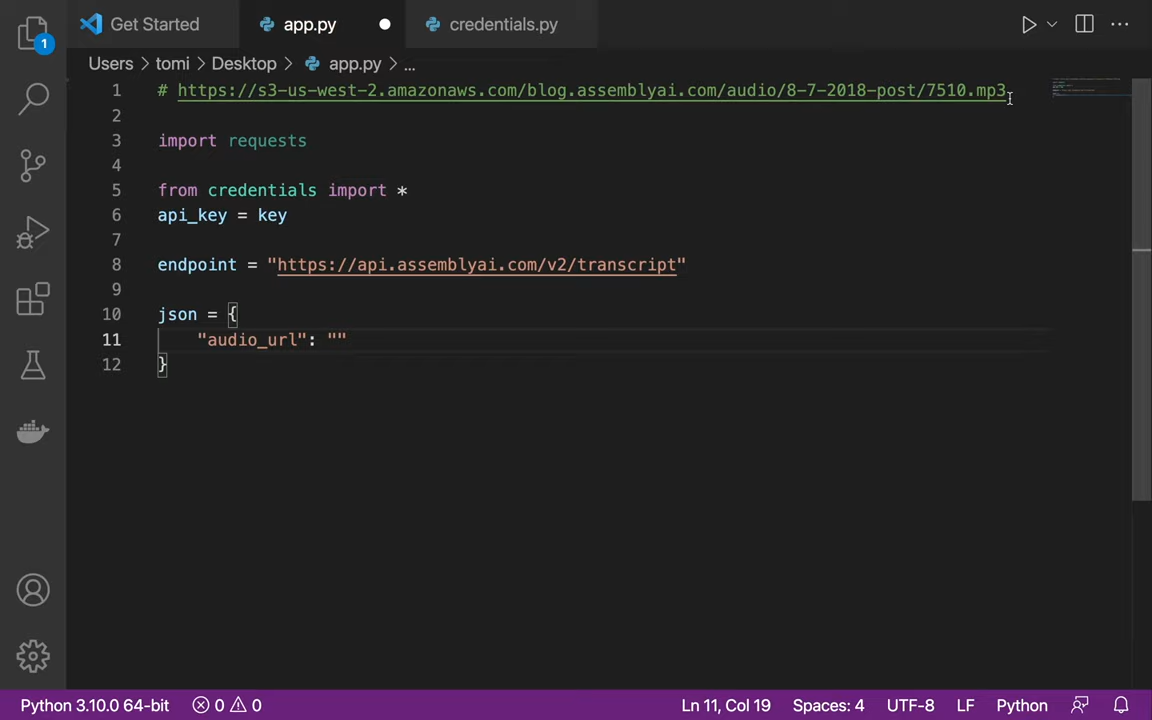 Get Started app.py credentials.py
1
Users > tomi > Desktop > app.py > ...
1 # https://s3-us-west-2.amazonaws.com/blog.assemblyai.com/audio/8-7-2018-post/7510.mp3
2
3 import requests
4
5 from credentials import *
6 api_key = key
7
8 endpoint = "https://api.assemblyai.com/v2/transcript"
9
10 json = {
11     "audio_url": ""
12 }
Python 3.10.0 64-bit 0 0 Ln 11, Col 19 Spaces: 4 UTF-8 LF Python